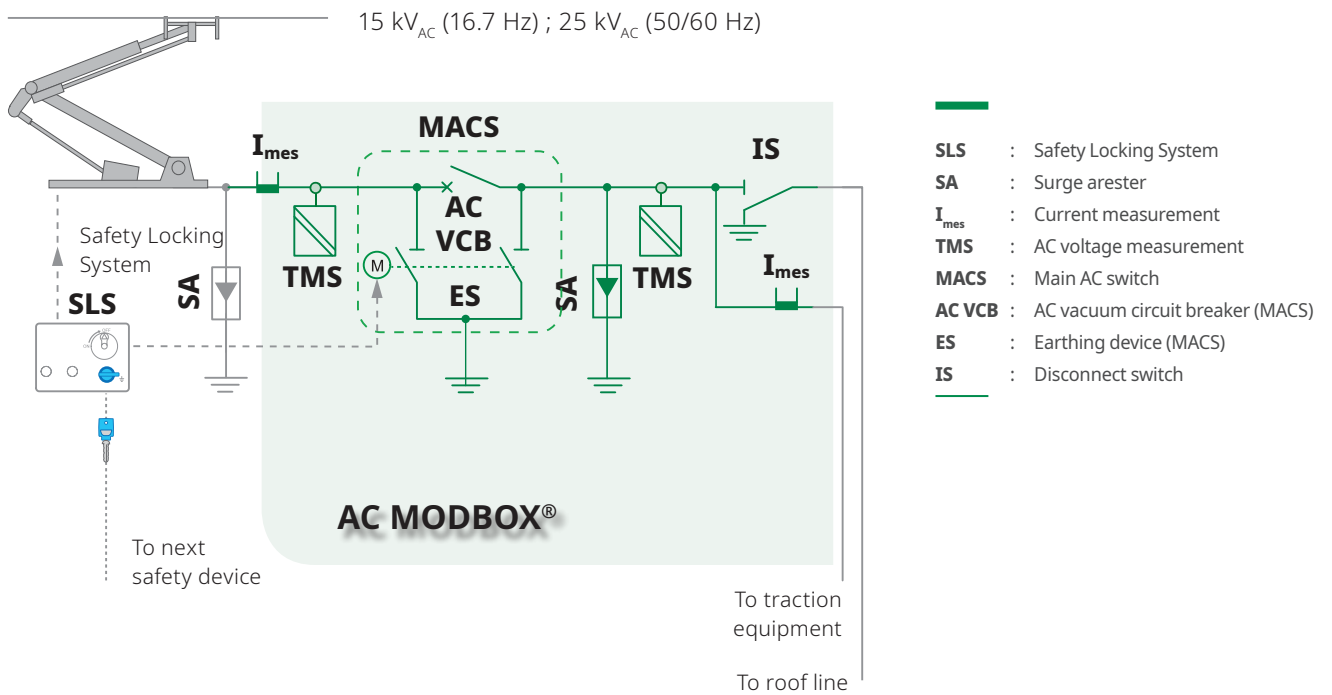 15 kVAC (16.7 Hz) ; 25 kVAC (50/60 Hz)
MACS
Imes
IS
AC
VCB
Safety Locking
System
SLS
SA
TMS
M
ES
SA
TMS
Imes
OFF
ON
AC MODBOX®
To next
safety device
To traction
equipment
To roof line
SLS : Safety Locking System
SA : Surge arester
Imes : Current measurement
TMS : AC voltage measurement
MACS : Main AC switch
AC VCB : AC vacuum circuit breaker (MACS)
ES : Earthing device (MACS)
IS : Disconnect switch